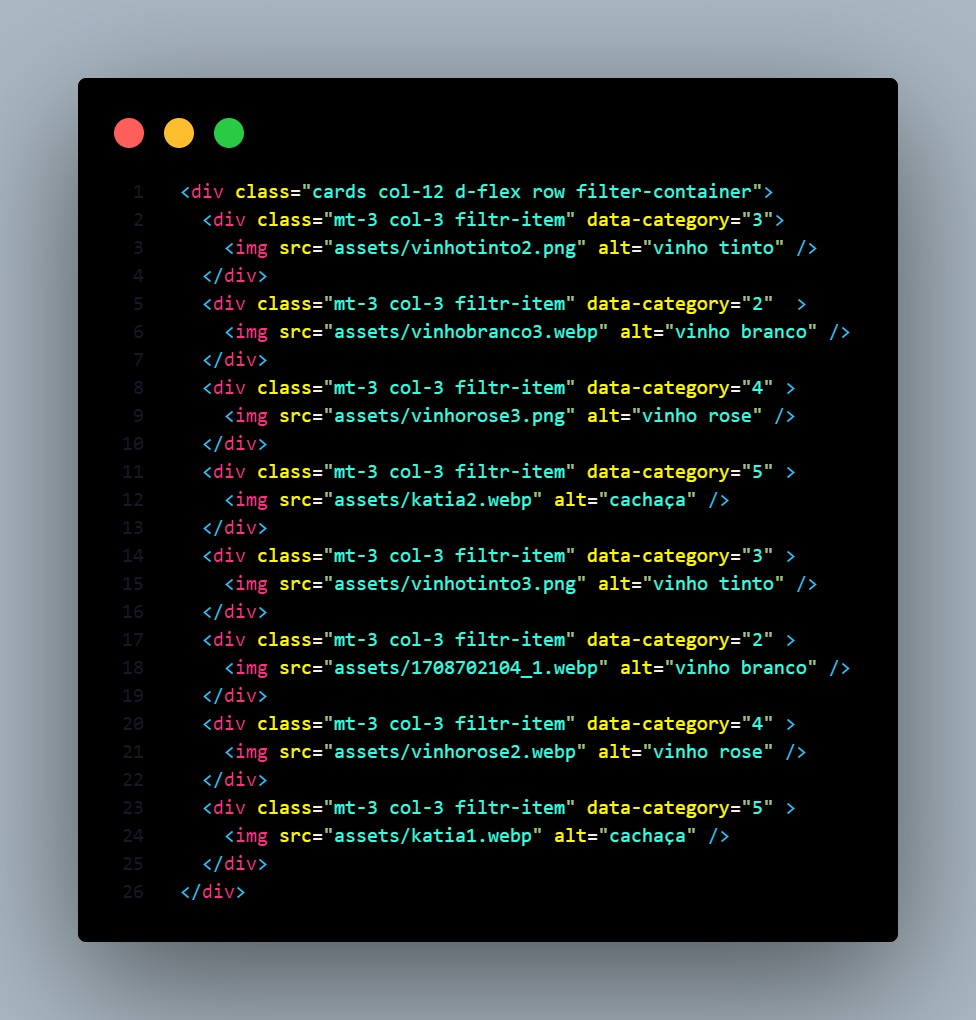 1 <div class="cards col-12 d-flex row filter-container">
2   <div class="mt-3 col-3 filtr-item" data-category="3">
3     <img src="assets/vinhotinto2.png" alt="vinho tinto" />
4   </div>
5   <div class="mt-3 col-3 filtr-item" data-category="2"  >
6     <img src="assets/vinhobranco3.webp" alt="vinho branco" />
7   </div>
8   <div class="mt-3 col-3 filtr-item" data-category="4" >
9     <img src="assets/vinhorose3.png" alt="vinho rose" />
10   </div>
11   <div class="mt-3 col-3 filtr-item" data-category="5" >
12     <img src="assets/katia2.webp" alt="cachaça" />
13   </div>
14   <div class="mt-3 col-3 filtr-item" data-category="3" >
15     <img src="assets/vinhotinto3.png" alt="vinho tinto" />
16   </div>
17   <div class="mt-3 col-3 filtr-item" data-category="2" >
18     <img src="assets/1708702104_1.webp" alt="vinho branco" />
19   </div>
20   <div class="mt-3 col-3 filtr-item" data-category="4" >
21     <img src="assets/vinhorose2.webp" alt="vinho rose" />
22   </div>
23   <div class="mt-3 col-3 filtr-item" data-category="5" >
24     <img src="assets/katia1.webp" alt="cachaça" />
25   </div>
26 </div>